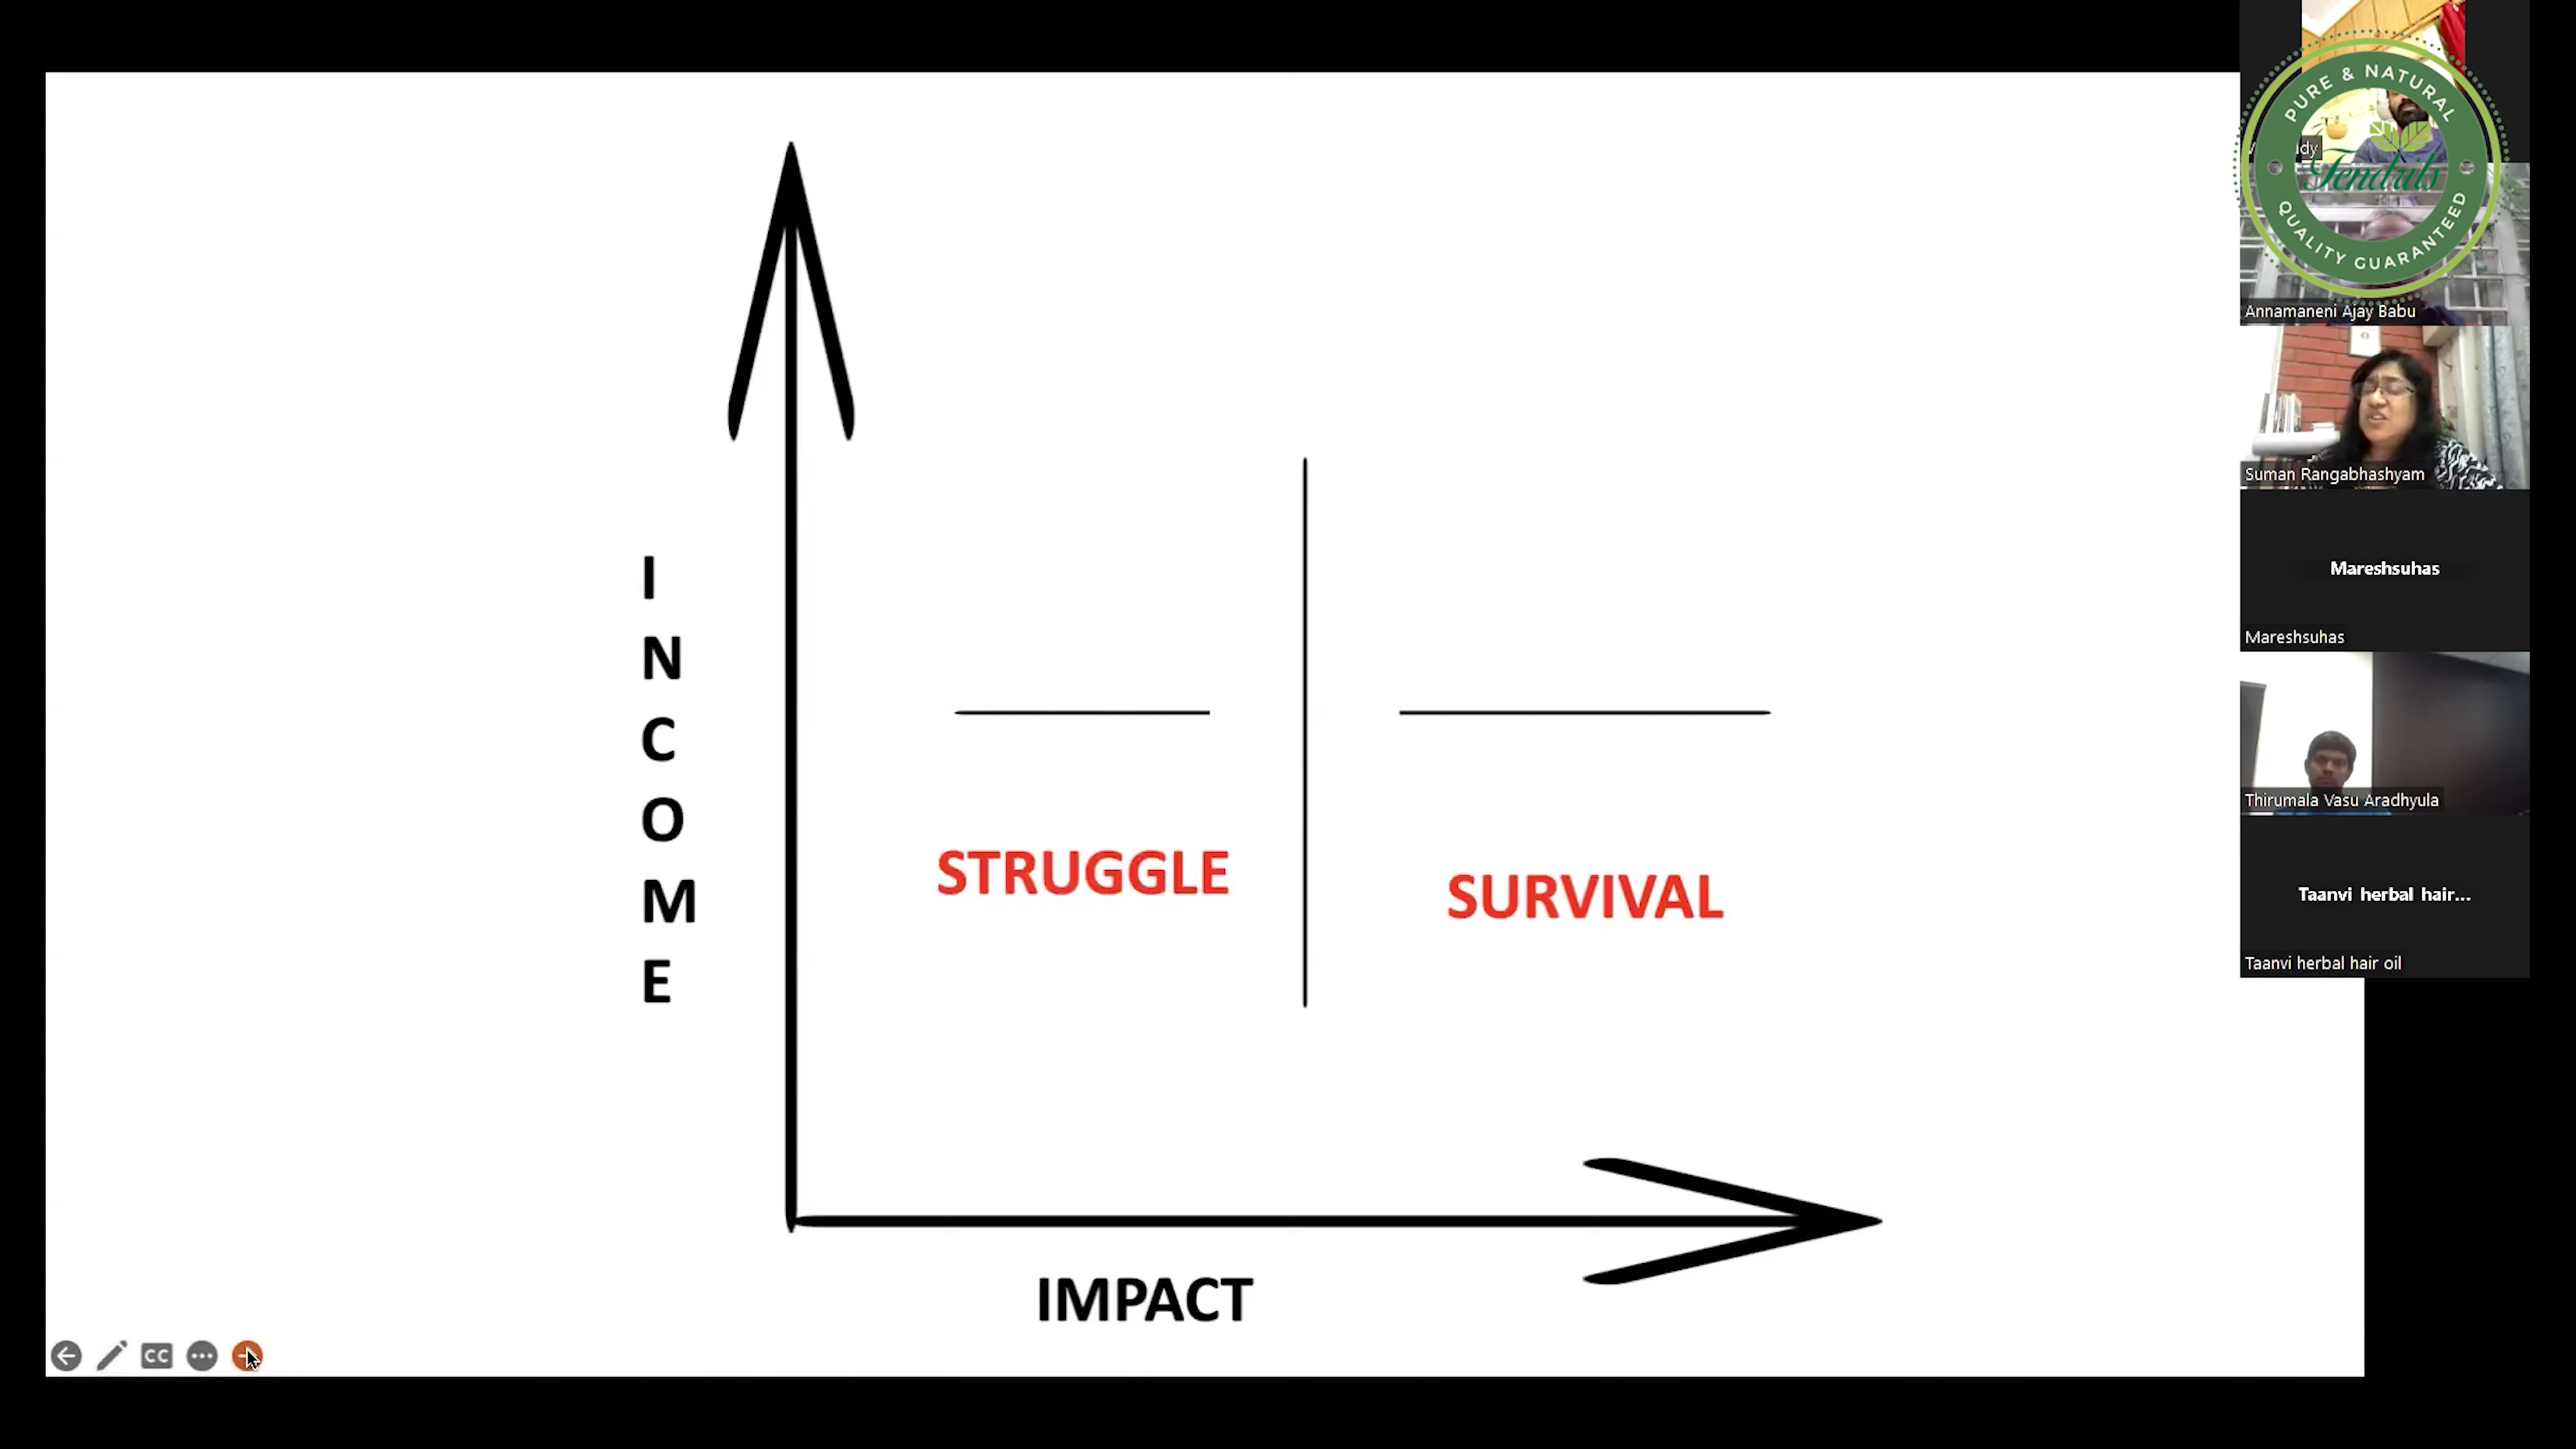 I
N
C
O
M
E
STRUGGLE
SURVIVAL
IMPACT
CC
PURE & NATURAL
Tendrils
QUALITY GUARANTEED
Annamaneni Ajay Babu
Suman Rangabhashyam
Mareshsuhas
Mareshsuhas
Thirumala Vasu Aradhyula
Taanvi herbal hair...
Taanvi herbal hair oil